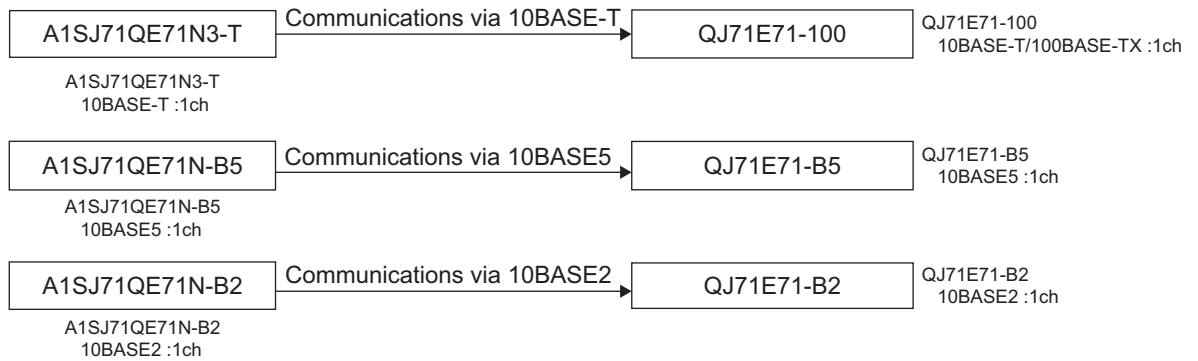 A1SJ71QE71N3-T
Communications via 10BASE-T
QJ71E71-100
QJ71E71-100
10BASE-T/100BASE-TX :1ch
A1SJ71QE71N3-T
10BASE-T :1ch
A1SJ71QE71N-B5
Communications via 10BASE5
QJ71E71-B5
QJ71E71-B5
10BASE5 :1ch
A1SJ71QE71N-B5
10BASE5 :1ch
A1SJ71QE71N-B2
Communications via 10BASE2
QJ71E71-B2
QJ71E71-B2
10BASE2 :1ch
A1SJ71QE71N-B2
10BASE2 :1ch